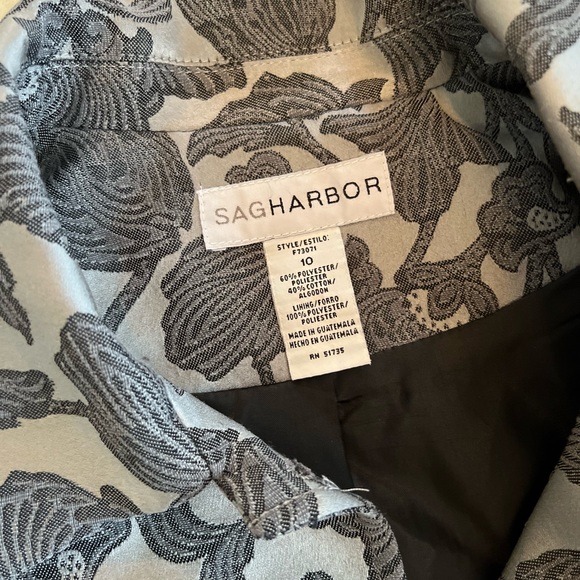 SAGHARBOR
STYLE/ESTILO:
F73071
10
60% POLYESTER/
POLIESTER
40% COTTON/
ALGODON
LINING/FORRO
100% POLYESTER/
POLIESTER
MADE IN GUATEMALA
HECHO EN GUATEMALA
RN 51735